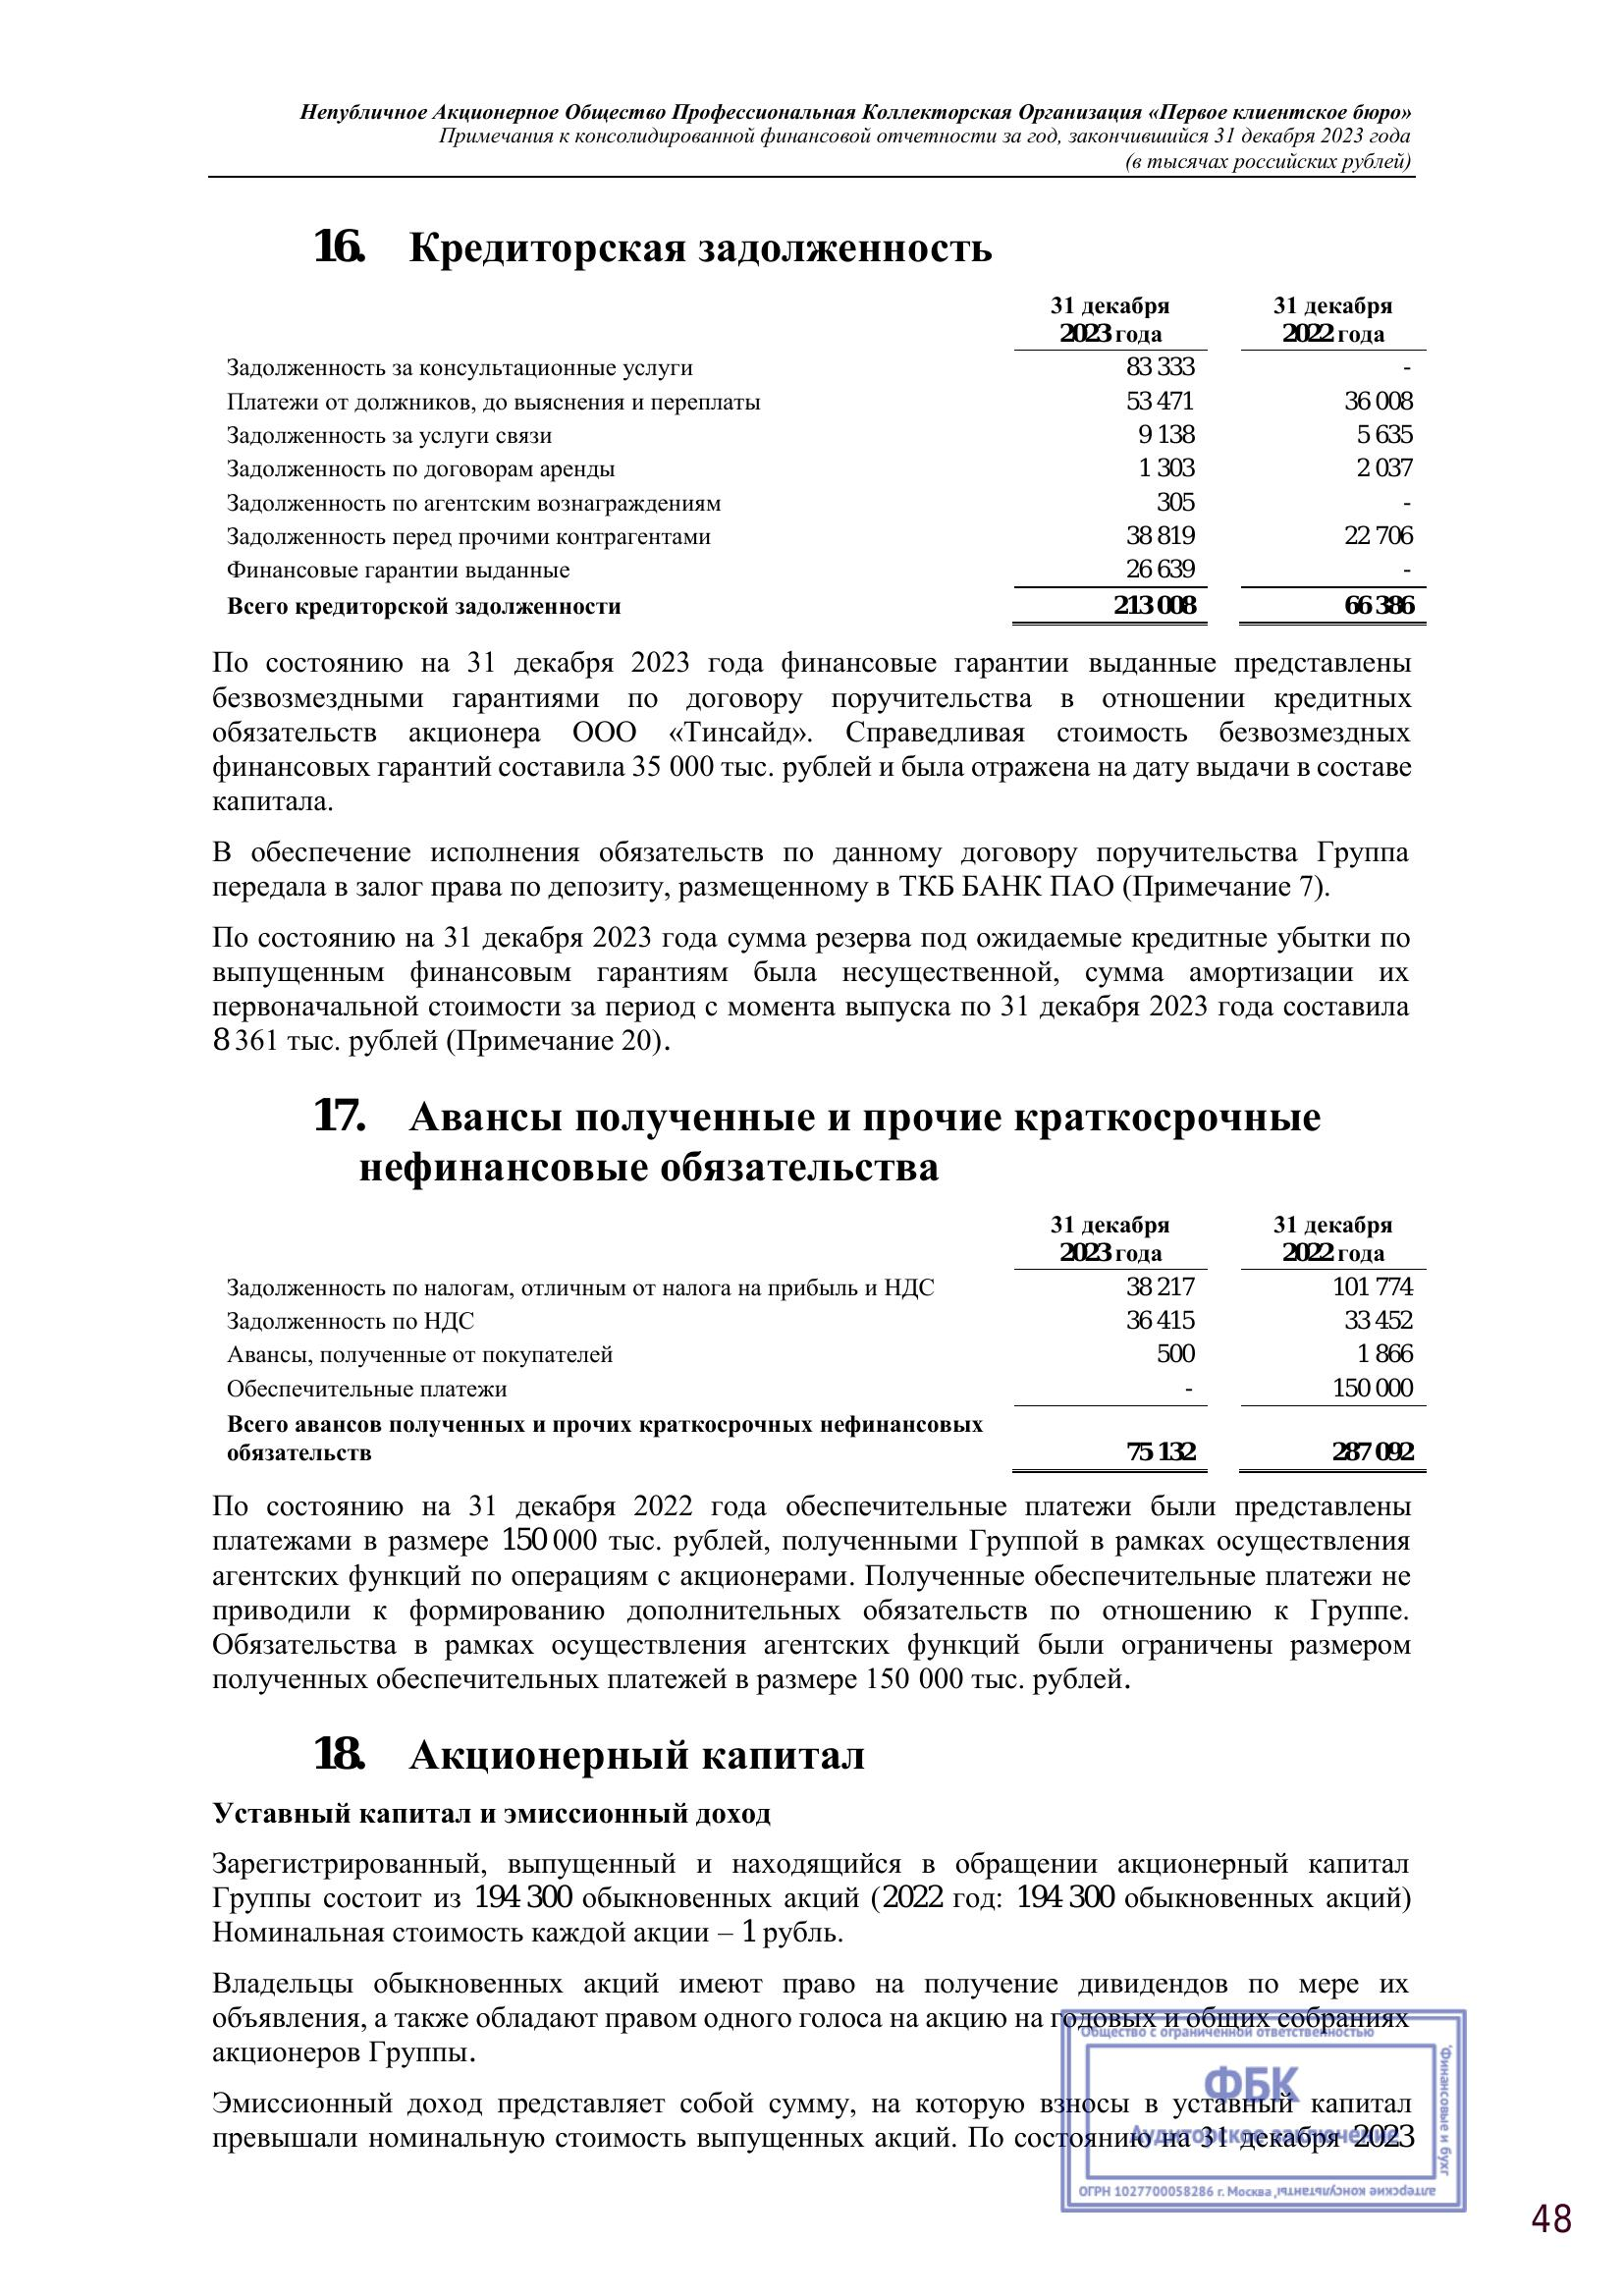 Непубличное Акционерное Общество Профессиональная Коллекторская Организация «Первое клиентское бюро»
Примечания к консолидированной финансовой отчетности за год, закончившийся 31 декабря 2023 года
(в тысячах российских рублей)
16. Кредиторская задолженность
31 декабря 31 декабря
2023 года 2022 года
Задолженность за консультационные услуги 83 333 -
Платежи от должников, до выяснения и переплаты 53 471 36 008
Задолженность за услуги связи 9 138 5 635
Задолженность по договорам аренды 1 303 2 037
Задолженность по агентским вознаграждениям 305 -
Задолженность перед прочими контрагентами 38 819 22 706
Финансовые гарантии выданные 26 639 -
Всего кредиторской задолженности 213 008 66 386
По состоянию на 31 декабря 2023 года финансовые гарантии выданные представлены
безвозмездными гарантиями по договору поручительства в отношении кредитных
обязательств акционера ООО «Тинсайд». Справедливая стоимость безвозмездных
финансовых гарантий составила 35 000 тыс. рублей и была отражена на дату выдачи в составе
капитала.
В обеспечение исполнения обязательств по данному договору поручительства Группа
передала в залог права по депозиту, размещенному в ТКБ БАНК ПАО (Примечание 7).
По состоянию на 31 декабря 2023 года сумма резерва под ожидаемые кредитные убытки по
выпущенным финансовым гарантиям была несущественной, сумма амортизации их
первоначальной стоимости за период с момента выпуска по 31 декабря 2023 года составила
8 361 тыс. рублей (Примечание 20).
17. Авансы полученные и прочие краткосрочные
нефинансовые обязательства
31 декабря 31 декабря
2023 года 2022 года
Задолженность по налогам, отличным от налога на прибыль и НДС 38 217 101 774
Задолженность по НДС 36 415 33 452
Авансы, полученные от покупателей 500 1 866
Обеспечительные платежи - 150 000
Всего авансов полученных и прочих краткосрочных нефинансовых
обязательств 75 132 287 092
По состоянию на 31 декабря 2022 года обеспечительные платежи были представлены
платежами в размере 150 000 тыс. рублей, полученными Группой в рамках осуществления
агентских функций по операциям с акционерами. Полученные обеспечительные платежи не
приводили к формированию дополнительных обязательств по отношению к Группе.
Обязательства в рамках осуществления агентских функций были ограничены размером
полученных обеспечительных платежей в размере 150 000 тыс. рублей.
18. Акционерный капитал
Уставный капитал и эмиссионный доход
Зарегистрированный, выпущенный и находящийся в обращении акционерный капитал
Группы состоит из 194 300 обыкновенных акций (2022 год: 194 300 обыкновенных акций)
Номинальная стоимость каждой акции – 1 рубль.
Владельцы обыкновенных акций имеют право на получение дивидендов по мере их
объявления, а также обладают правом одного голоса на акцию на годовых и общих собраниях
акционеров Группы.
Эмиссионный доход представляет собой сумму, на которую взносы в уставный капитал
превышали номинальную стоимость выпущенных акций. По состоянию на 31 декабря 2023
Общество с ограниченной ответственностью
"Финансовые и бухг
алтерские консультанты"
ФБК
Аудиторское заключение
ОГРН 1027700058286 г. Москва
48